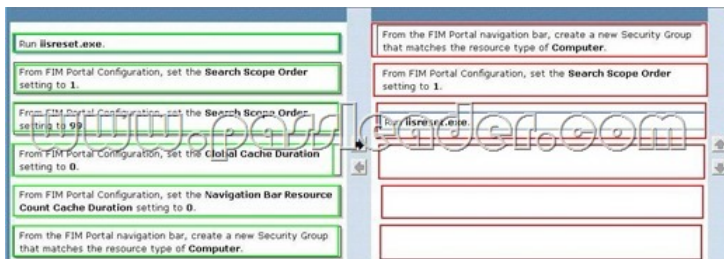 Run iisreset.exe.
From FIM Portal Configuration, set the Search Scope Order
setting to 1.
From FIM Portal Configuration, set the Search Scope Order
setting to 99
From FIM Portal Configuration, set the Global Cache Duration
setting to 0.
From FIM Portal Configuration, set the Navigation Bar Resource
Count Cache Duration setting to 0.
From the FIM Portal navigation bar, create a new Security Group
that matches the resource type of Computer.
From the FIM Portal navigation bar, create a new Security Group
that matches the resource type of Computer.
From FIM Portal Configuration, set the Search Scope Order
setting to 1.
Run iisreset.exe.
www.passleader.com